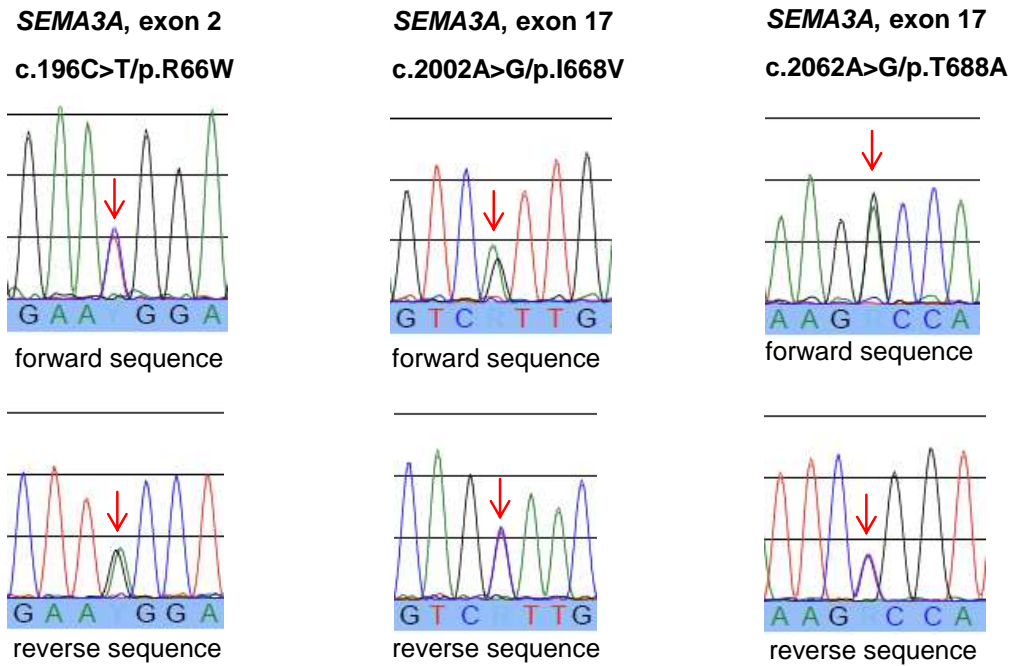 SEMA3A, exon 2
c.196C>T/p.R66W
SEMA3A, exon 17
c.2002A>G/p.I668V
SEMA3A, exon 17
c.2062A>G/p.T688A
G A A Y G G A
forward sequence
G T C R T T G
forward sequence
A A G R C C A
forward sequence
G A A Y G G A
reverse sequence
G T C R T T G
reverse sequence
A A G R C C A
reverse sequence